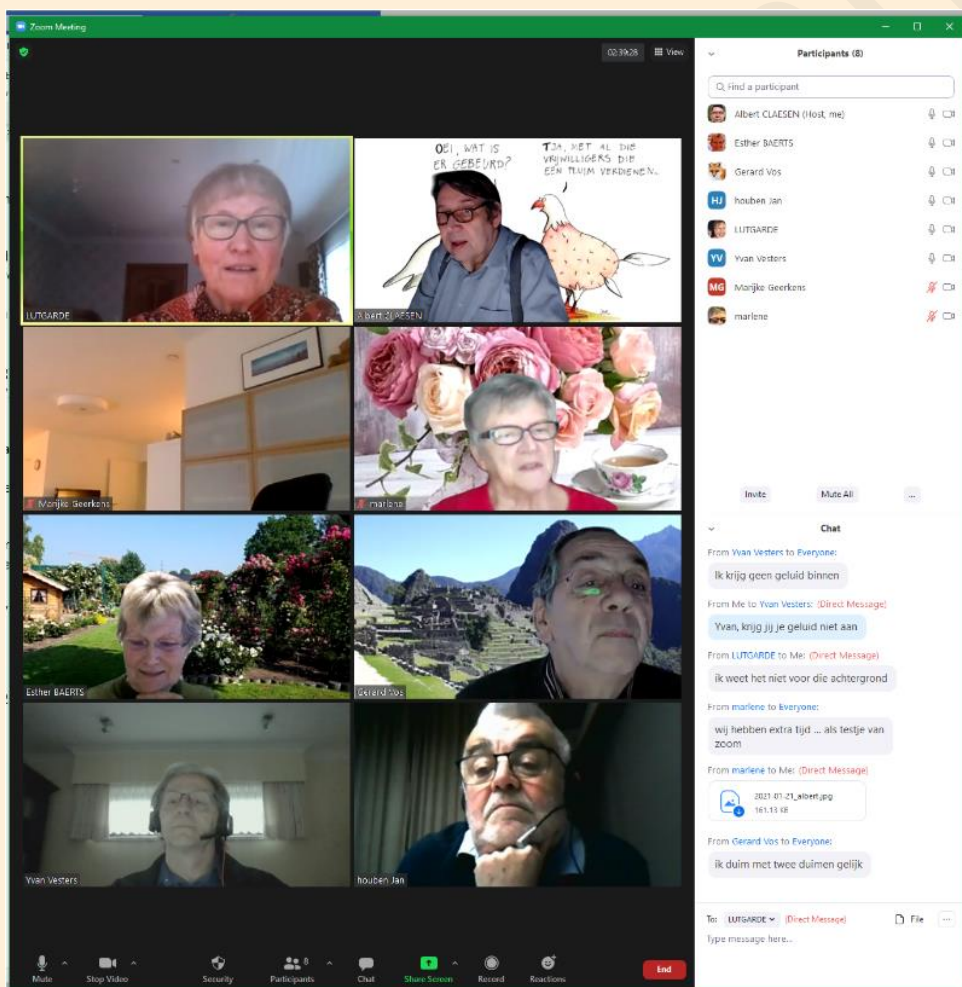 Zoom Meeting
02:39:28
View
LUTGARDE
OEI, WAT IS
ER GEBEURD?
TJA, MET AL DIE
VRIJWILLIGERS DIE
EEN PLUIM VERDIENEN...
Albert CLAESEN
Marijke Geerkens
marlene
Esther BAERTS
Gerard Vos
Yvan Vesters
houben Jan
Mute
Stop Video
Security
8
Participants
Chat
Share Screen
Record
Reactions
End
Participants (8)
Find a participant
Albert CLAESEN (Host, me)
Esther BAERTS
Gerard Vos
HJ houben Jan
LUTGARDE
YV Yvan Vesters
MG Marijke Geerkens
marlene
Invite
Mute All
...
Chat
From Yvan Vesters to Everyone:
Ik krijg geen geluid binnen
From Me to Yvan Vesters: (Direct Message)
Yvan, krijg jij je geluid niet aan
From LUTGARDE to Me: (Direct Message)
ik weet het niet voor die achtergrond
From marlene to Everyone:
wij hebben extra tijd ... als testje van
zoom
From marlene to Me: (Direct Message)
2021-01-21_albert.jpg
161.13 KB
From Gerard Vos to Everyone:
ik duim met twee duimen gelijk
To: LUTGARDE (Direct Message)
File
...
Type message here...